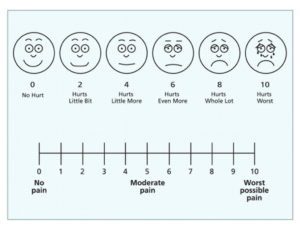 0 2 4 6 8 10
No Hurt Hurts Hurts Hurts Hurts Hurts
Little Bit Little More Even More Whole Lot Worst
0 1 2 3 4 5 6 7 8 9 10
No Moderate Worst
pain pain possible
pain